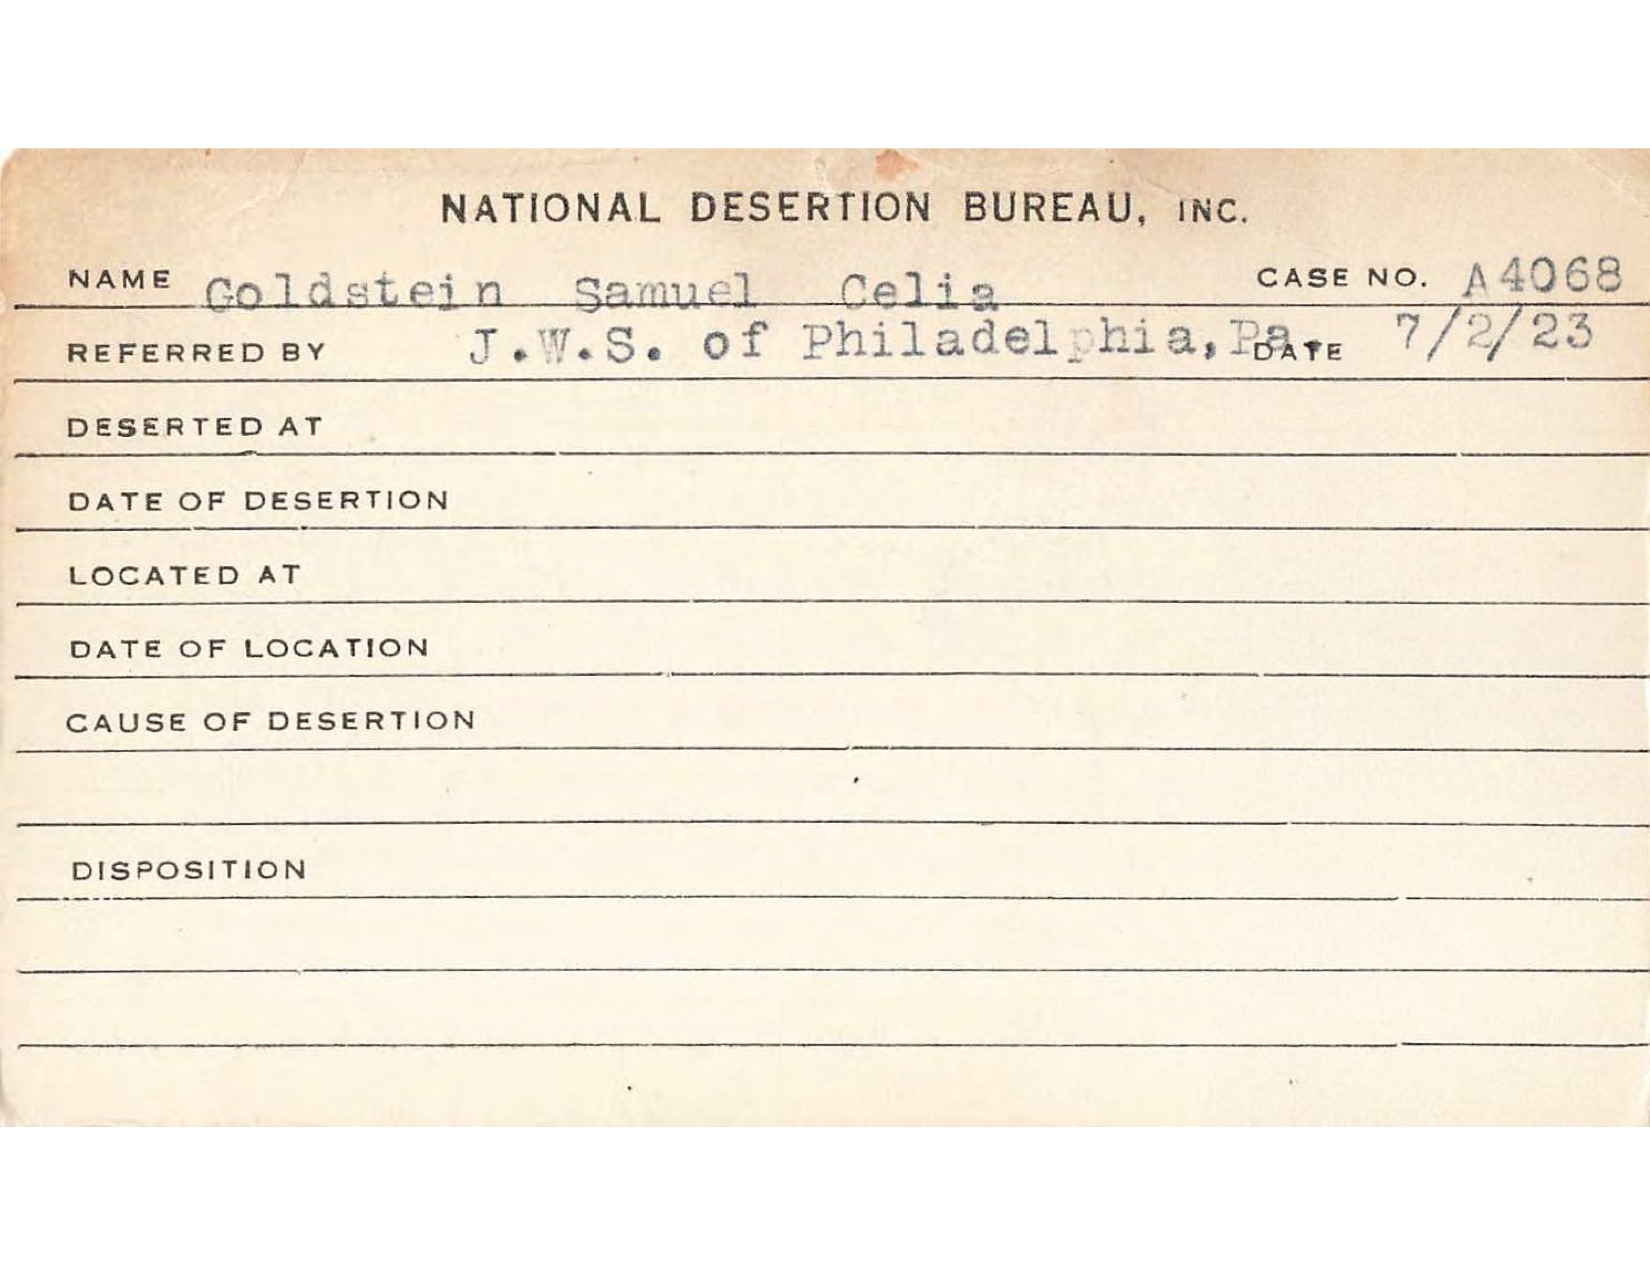 NATIONAL DESERTION BUREAU, INC.
NAME Goldstein Samuel Celia CASE NO. A4068
REFERRED BY J.W.S. of Philadelphia, Pa. DATE 7/2/23
DESERTED AT
DATE OF DESERTION
LOCATED AT
DATE OF LOCATION
CAUSE OF DESERTION
DISPOSITION